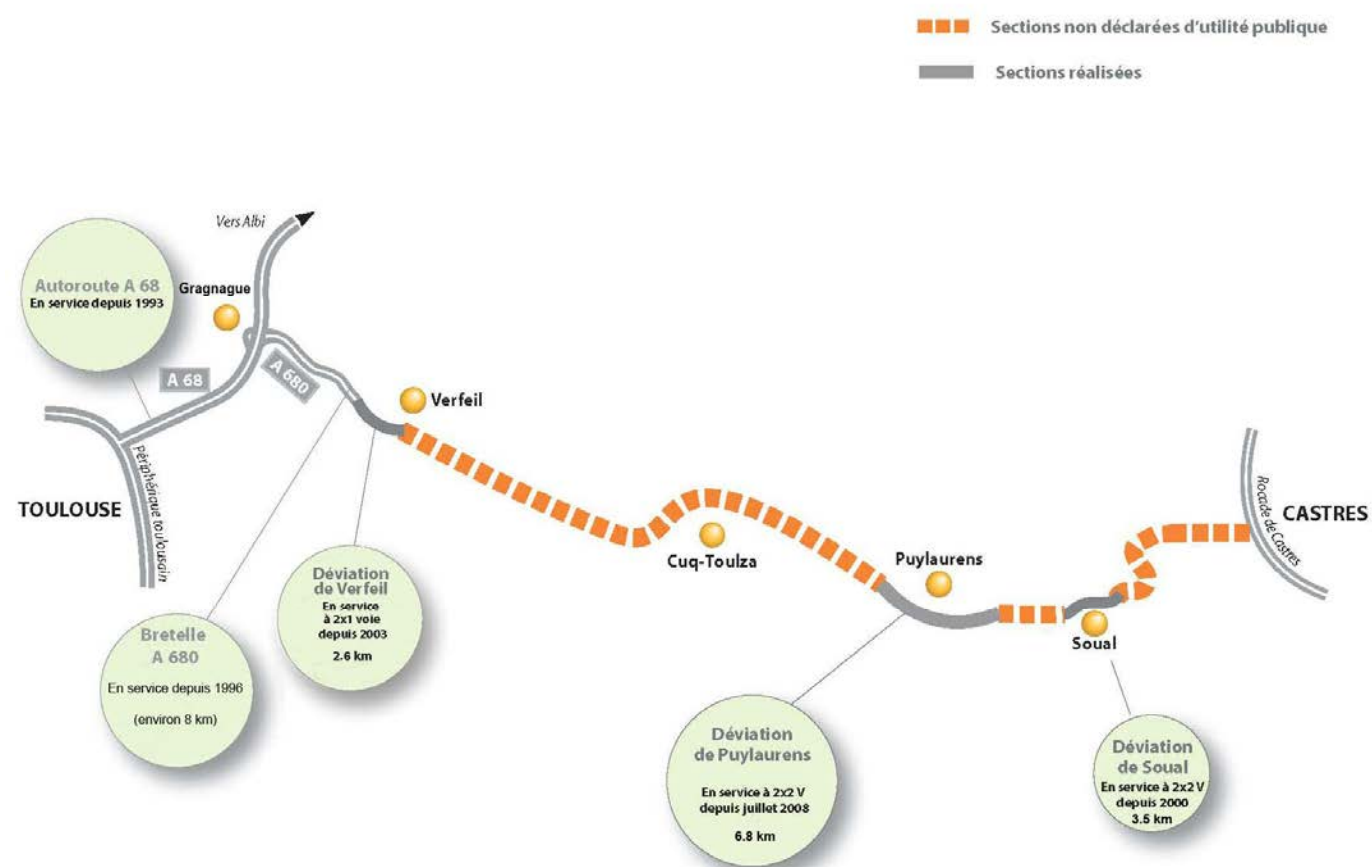 Sections non déclarées d'utilité publique
Sections réalisées
Vers Albi
Autoroute A 68
En service depuis 1993
Gragnague
A 68
A 680
Verfeil
Périphérique toulousain
TOULOUSE
Rocade de Castres
CASTRES
Cuq-Toulza
Puylaurens
Soual
Déviation
de Verfeil
En service
à 2x1 voie
depuis 2003
2.6 km
Bretelle
A 680
En service depuis 1996
(environ 8 km)
Déviation
de Puylaurens
En service à 2x2 V
depuis juillet 2008
6.8 km
Déviation
de Soual
En service à 2x2 V
depuis 2000
3.5 km